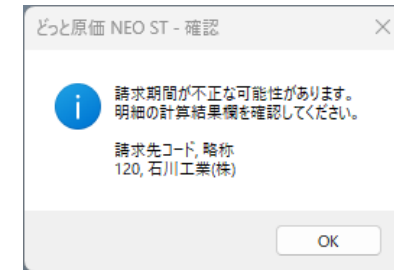 どっと原価 NEO ST - 確認
請求期間が不正な可能性があります。
明細の計算結果欄を確認してください。
請求先コード, 略称
120, 石川工業(株)
OK